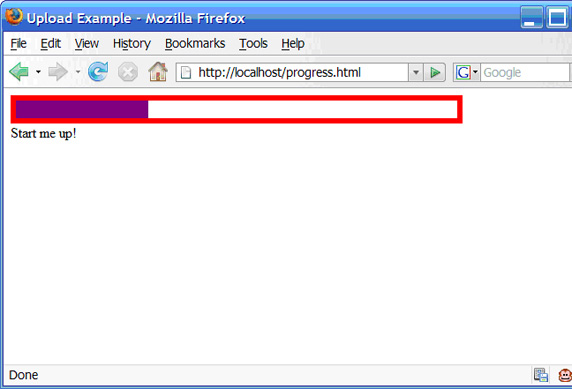 Upload Example - Mozilla Firefox
File Edit View History Bookmarks Tools Help
http://localhost/progress.html G Google
Start me up!
Done